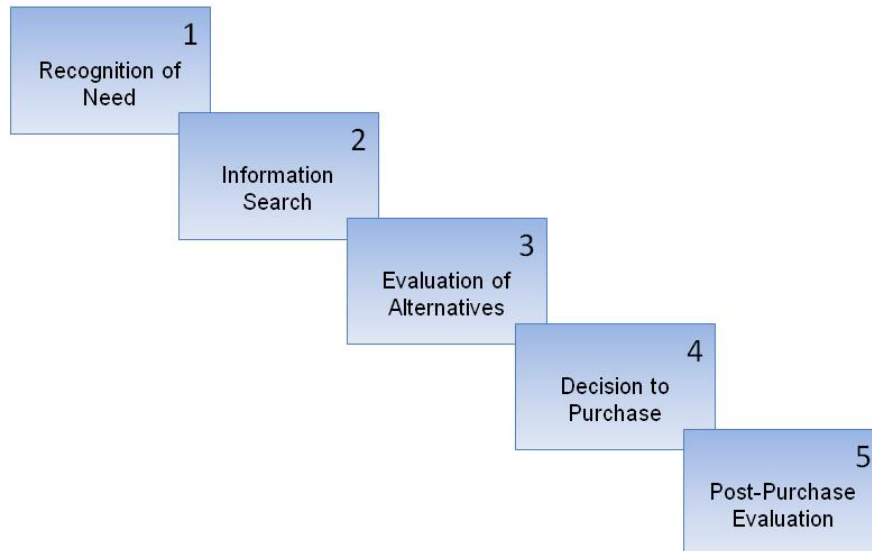 1
Recognition of
Need
2
Information
Search
3
Evaluation of
Alternatives
4
Decision to
Purchase
5
Post-Purchase
Evaluation